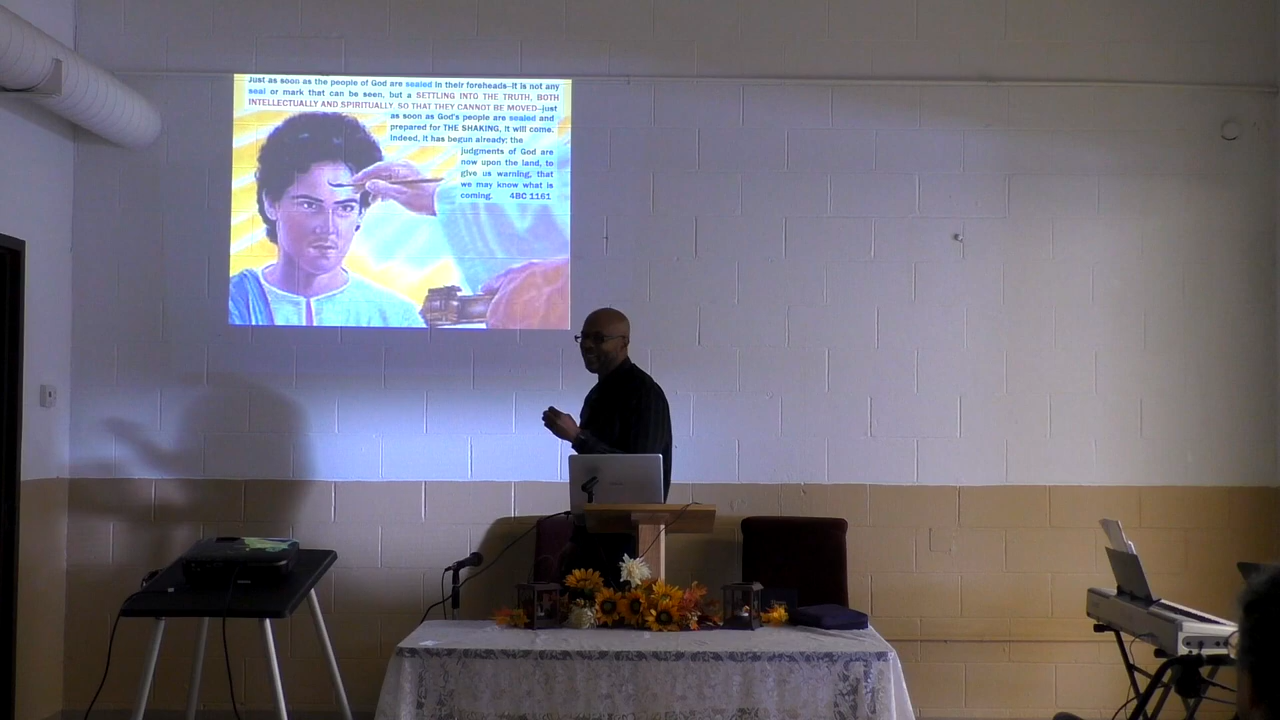 Just as soon as the people of God are sealed in their foreheads–it is not any
seal or mark that can be seen, but a SETTLING INTO THE TRUTH, BOTH
INTELLECTUALLY AND SPIRITUALLY, SO THAT THEY CANNOT BE MOVED–just
as soon as God's people are sealed and
prepared for THE SHAKING, it will come.
Indeed, it has begun already; the
judgments of God are
now upon the land, to
give us warning, that
we may know what is
coming. 4BC 1161